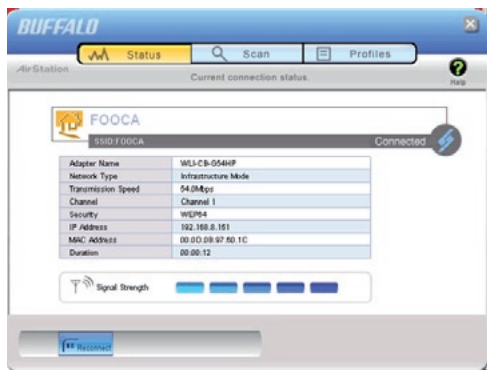 BUFFALO
Status Scan Profiles
AirStation
Current connection status.
Help
FOOCA
SSID:FOOCA Connected
Adapter Name WLI-CB-G54HP
Network Type Infrastructure Mode
Transmission Speed 54.0Mbps
Channel Channel 1
Security WEP64
IP Address 192.168.8.161
MAC Address 00.0D.0B.97.60.1C
Duration 00:00:12
Signal Strength
Reconnect